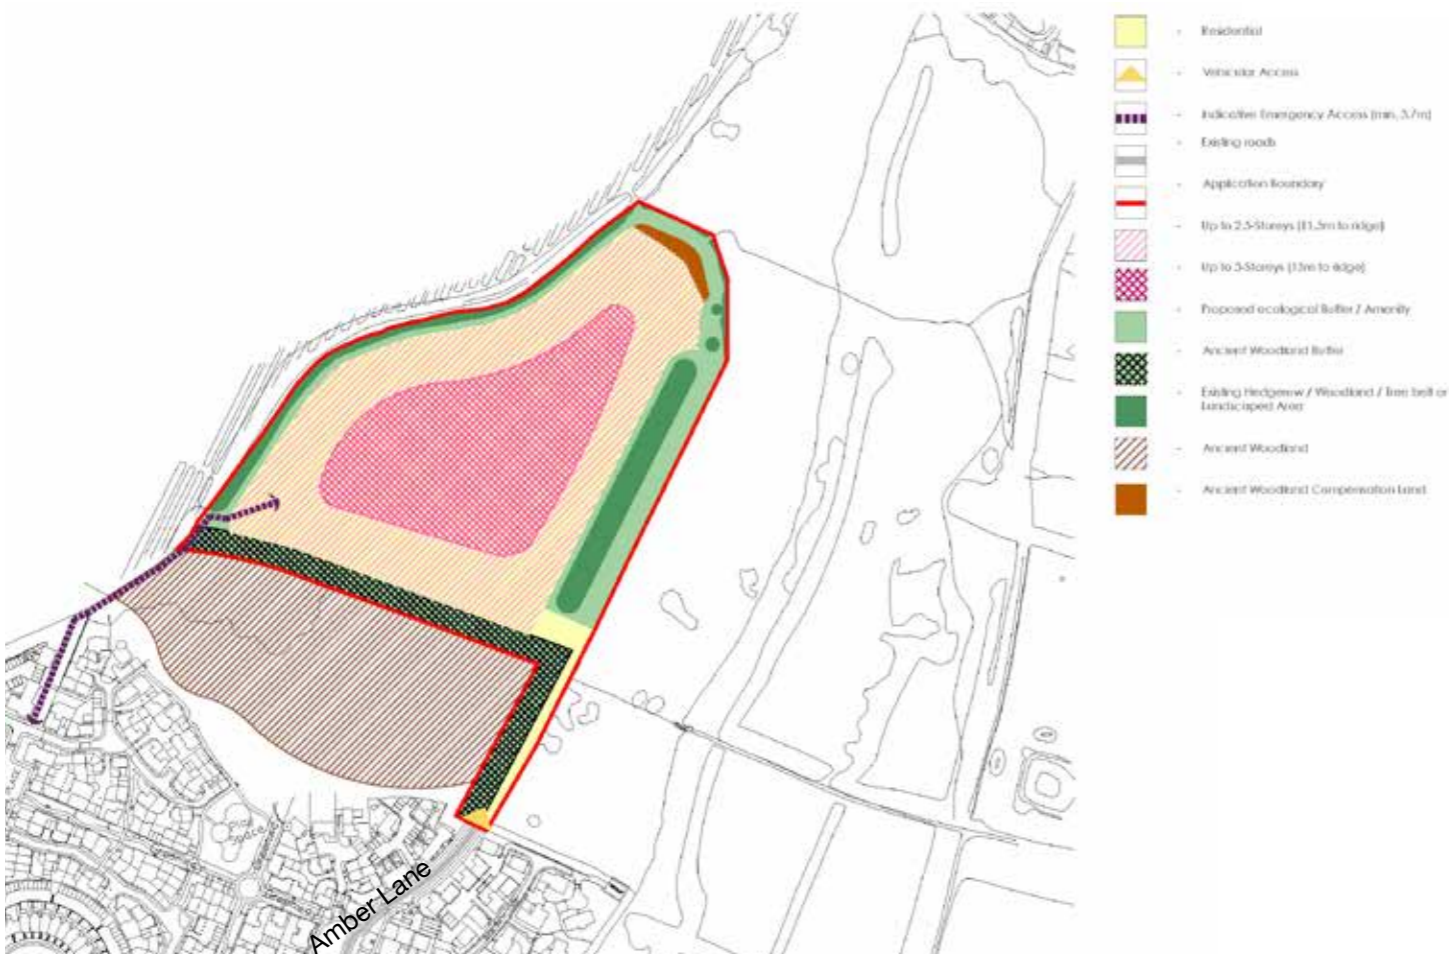 - Residential
- Vehicular Access
- Indicative Emergency Access (min. 3.7m)
- Existing roads
- Application Boundary
- Up to 2.5-Storeys (11.5m to ridge)
- Up to 3-Storeys (13m to ridge)
- Proposed ecological Buffer / Amenity
- Ancient Woodland Buffer
- Existing Hedgerow / Woodland / Tree belt or
Landscaped Area
- Ancient Woodland
- Ancient Woodland Compensation Land
Amber Lane